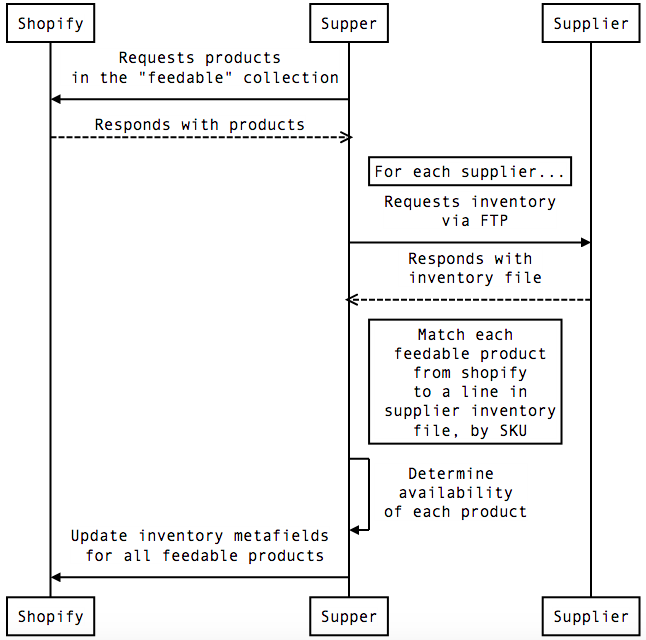 Shopify
Supper
Supplier
Requests products
in the "feedable" collection
Responds with products
For each supplier...
Requests inventory
via FTP
Responds with
inventory file
Match each
feedable product
from shopify
to a line in
supplier inventory
file, by SKU
Determine
availability
of each product
Update inventory metafields
for all feedable products
Shopify
Supper
Supplier